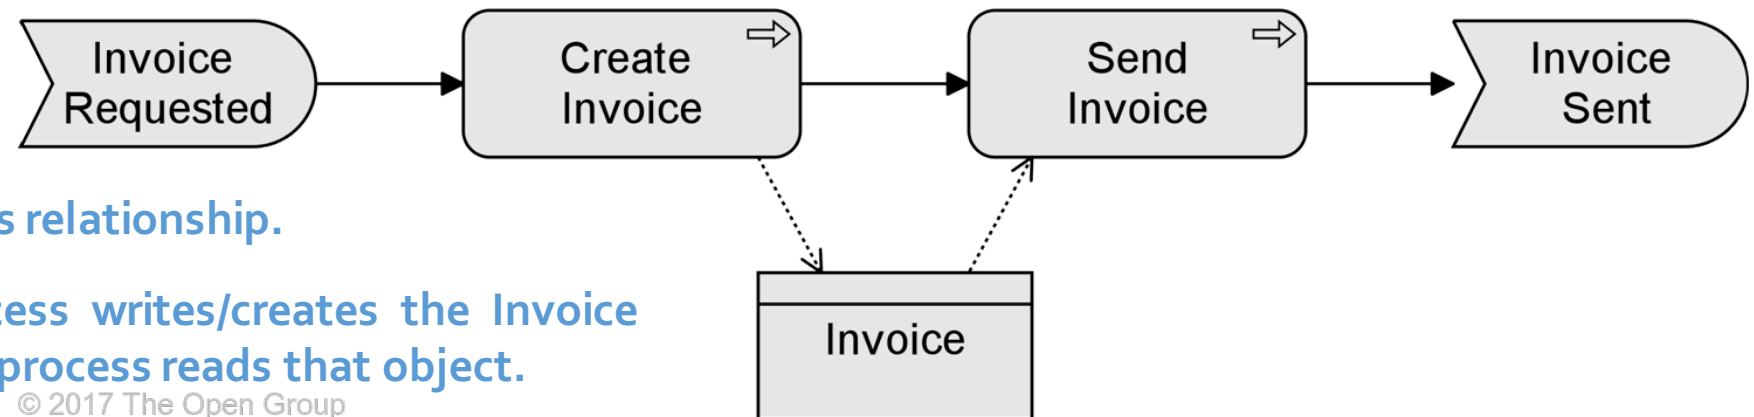 Invoice
Requested
Create
Invoice
Send
Invoice
Invoice
Sent
s relationship.
cess writes/creates the Invoice
process reads that object.
Invoice
© 2017 The Open Group